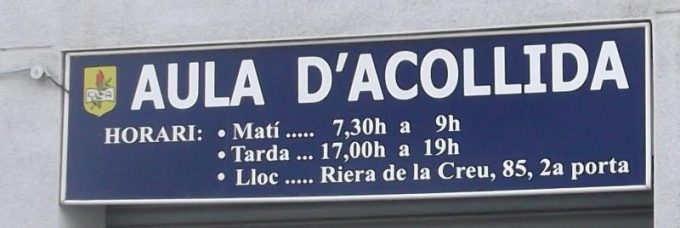 AULA D'ACOLLIDA
HORARI: • Matí ..... 7,30h a 9h
• Tarda ... 17,00h a 19h
• Lloc ..... Riera de la Creu, 85, 2a porta